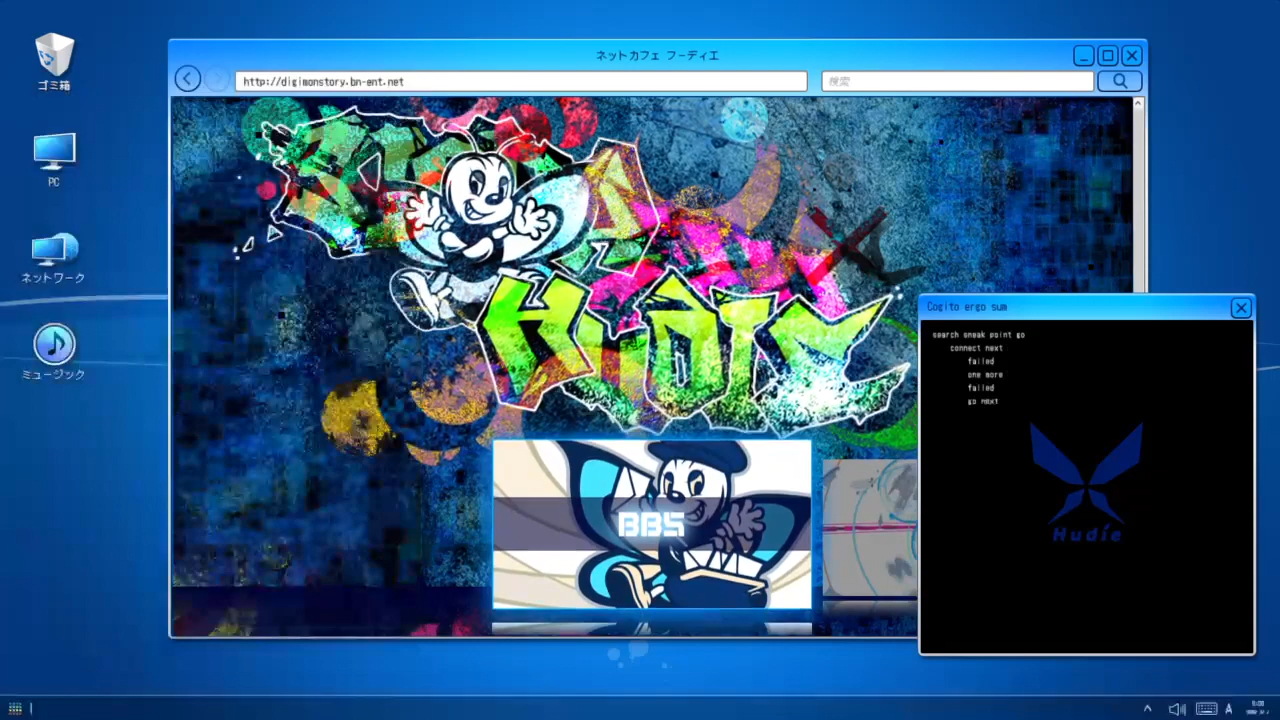 ゴミ箱
PC
ネットワーク
ミュージック
ネットカフェ フーディエ
http://digimonstory.bn-ent.net
検索
Hudie
BBS
Cogito ergo sum
search sneak point go
connect next
failed
one more
failed
go next
Hudie
A